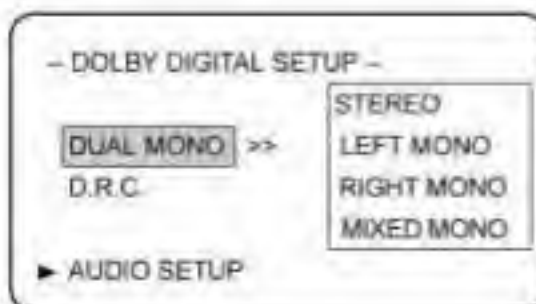 – DOLBY DIGITAL SETUP –
STEREO
DUAL MONO >> LEFT MONO
D.R.C. RIGHT MONO
MIXED MONO
► AUDIO SETUP